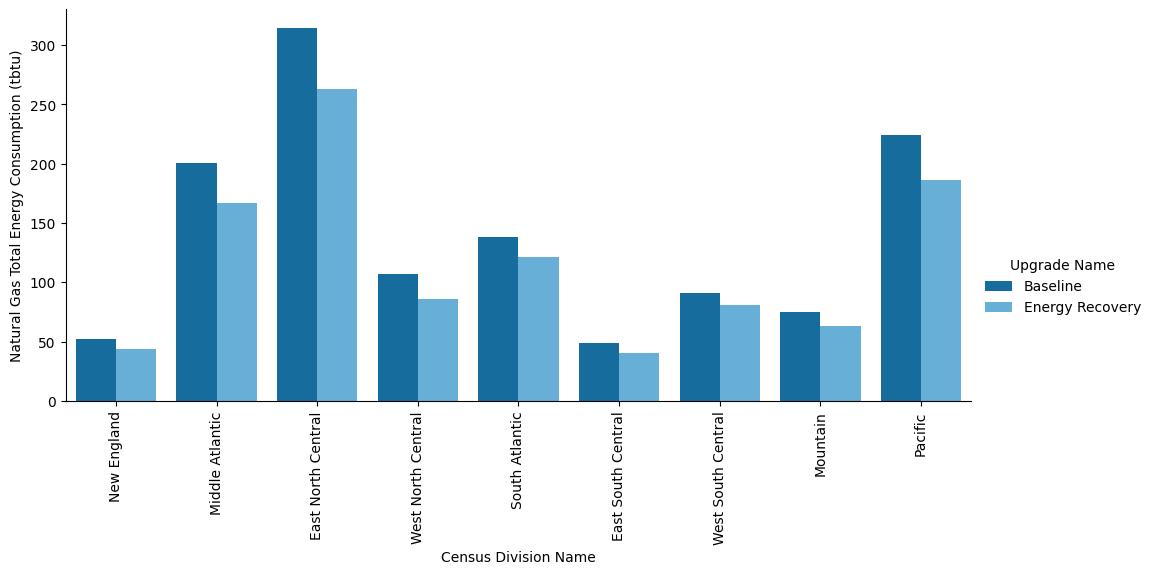 Natural Gas Total Energy Consumption (tbtu)
300
250
200
150
100
50
0
New England
Middle Atlantic
East North Central
West North Central
South Atlantic
East South Central
West South Central
Mountain
Pacific
Census Division Name
Upgrade Name
Baseline
Energy Recovery